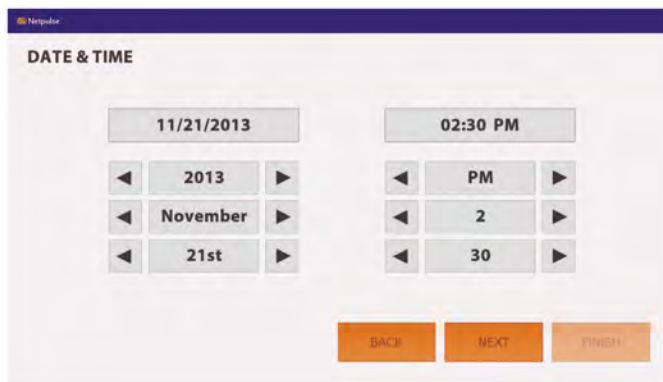 Netpulse
DATE & TIME
11/21/2013
02:30 PM
2013
PM
November
2
21st
30
BACK
NEXT
FINISH